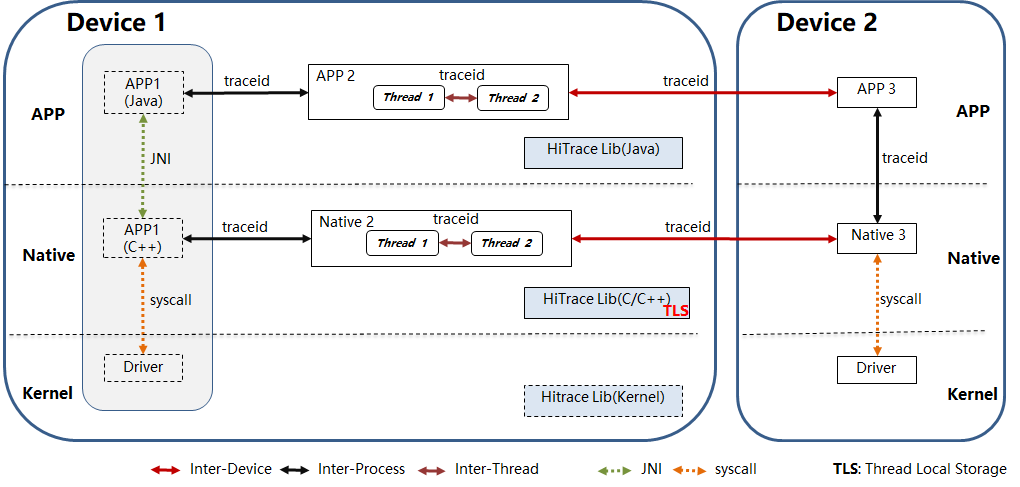 Device 1
Device 2
APP1
(Java)
traceid
APP 2
traceid
Thread 1
Thread 2
APP 3
APP
APP
HiTrace Lib(Java)
JNI
traceid
APP1
(C++)
traceid
Native 2
traceid
Thread 1
Thread 2
Native 3
Native
Native
syscall
HiTrace Lib(C/C++)
TLS
syscall
Driver
Driver
Kernel
Hitrace Lib(Kernel)
Kernel
Inter-Device
Inter-Process
Inter-Thread
JNI
syscall
TLS: Thread Local Storage